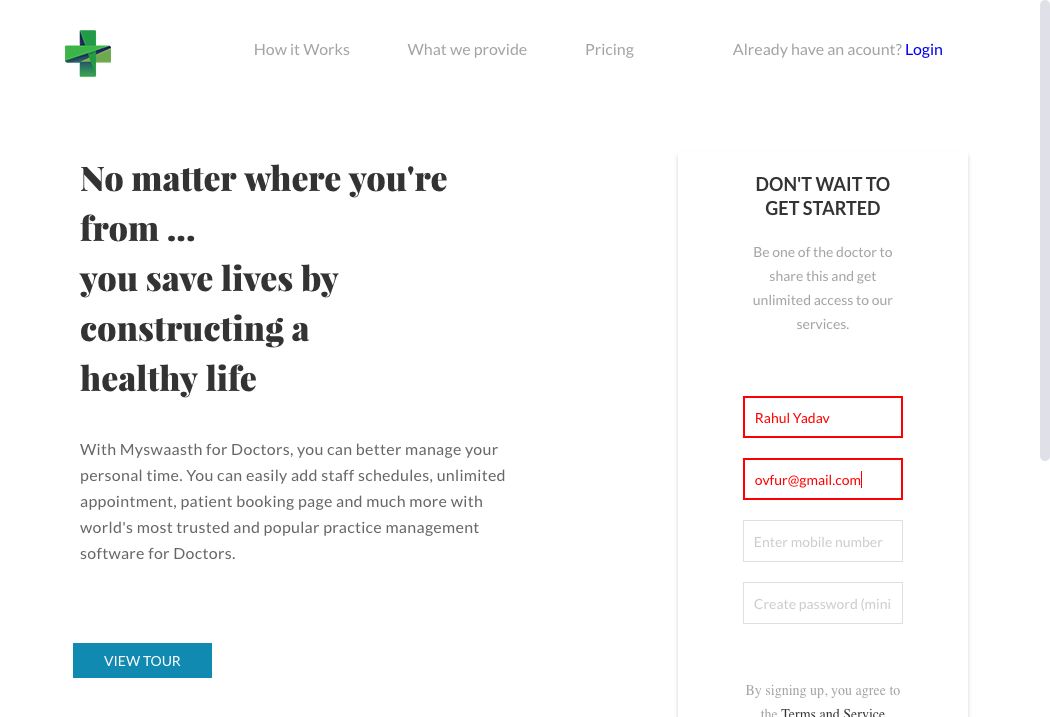 How it Works
What we provide
Pricing
Already have an acount? Login
No matter where you're
from ...
you save lives by
constructing a
healthy life
With Myswaasth for Doctors, you can better manage your
personal time. You can easily add staff schedules, unlimited
appointment, patient booking page and much more with
world's most trusted and popular practice management
software for Doctors.
VIEW TOUR
DON'T WAIT TO
GET STARTED
Be one of the doctor to
share this and get
unlimited access to our
services.
Rahul Yadav
ovfur@gmail.com
Enter mobile number
Create password (mini
By signing up, you agree to
the Terms and Service